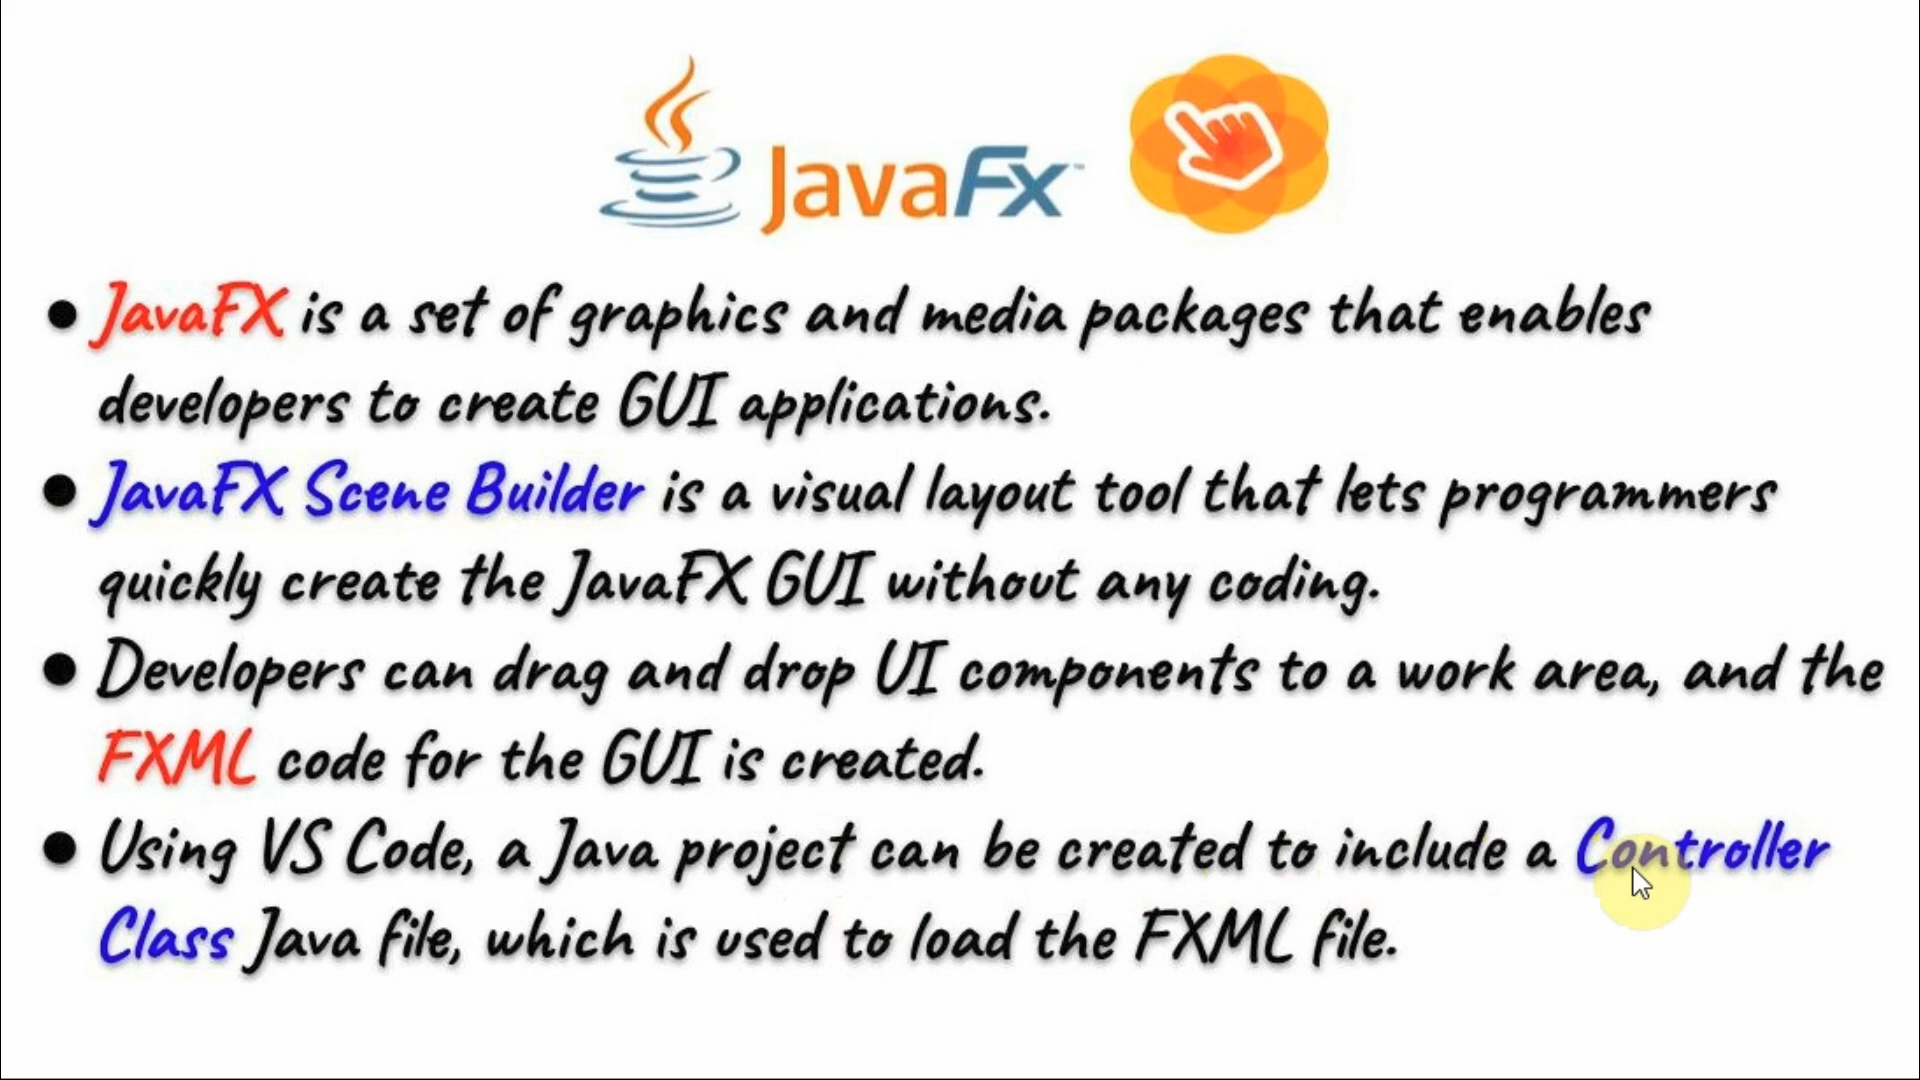 JavaFx™
● JavaFX is a set of graphics and media packages that enables
developers to create GUI applications.
● JavaFX Scene Builder is a visual layout tool that lets programmers
quickly create the JavaFX GUI without any coding.
● Developers can drag and drop UI components to a work area, and the
FXML code for the GUI is created.
● Using VS Code, a Java project can be created to include a Controller
Class Java file, which is used to load the FXML file.